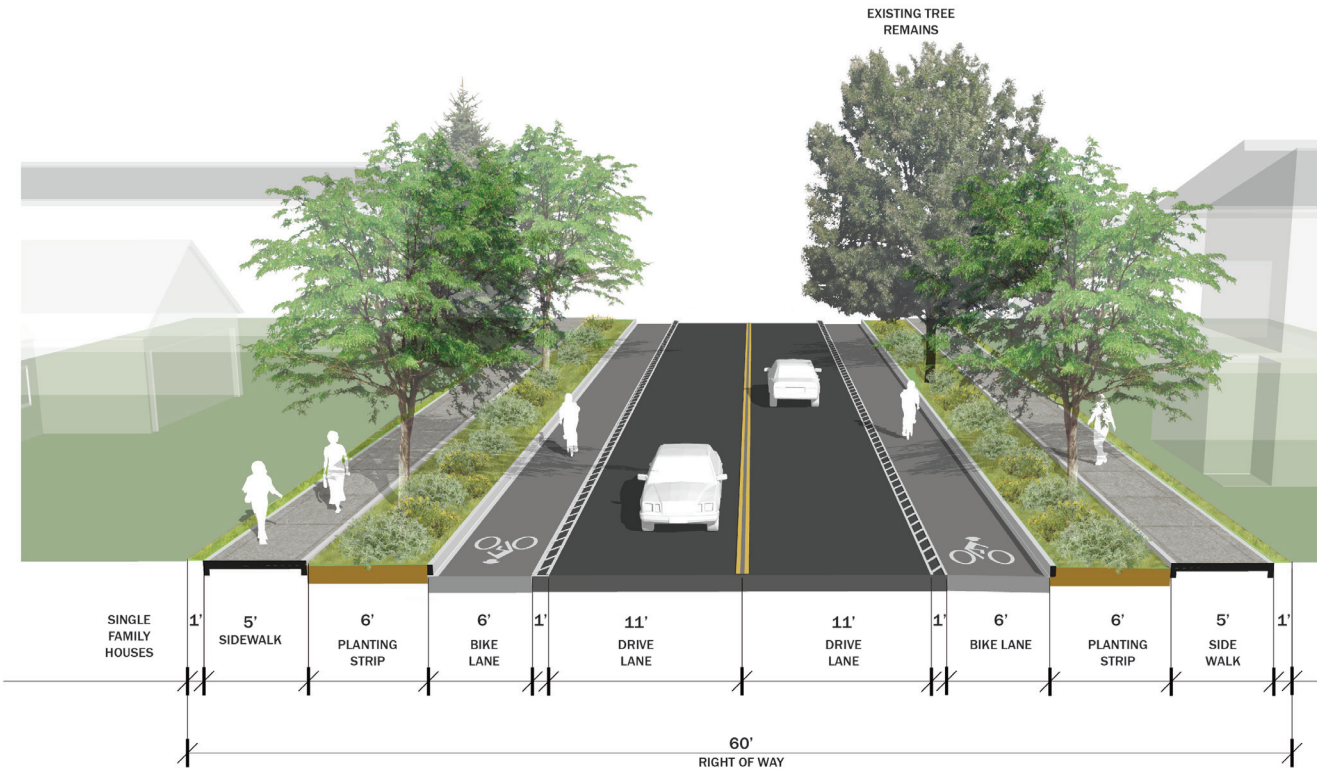 EXISTING TREE
REMAINS
SINGLE
FAMILY
HOUSES
1'
5'
SIDEWALK
6'
PLANTING
STRIP
6'
BIKE
LANE
1'
11'
DRIVE
LANE
11'
DRIVE
LANE
1'
6'
BIKE LANE
6'
PLANTING
STRIP
5'
SIDE
WALK
1'
60'
RIGHT OF WAY